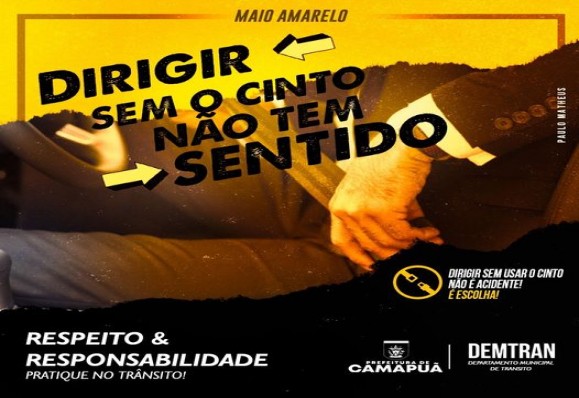 MAIO AMARELO
DIRIGIR
SEM O CINTO
NÃO TEM
SENTIDO
PAULO MATHEUS
DIRIGIR SEM USAR O CINTO
NÃO É ACIDENTE!
É ESCOLHA!
RESPEITO &
RESPONSABILIDADE
PRATIQUE NO TRÂNSITO!
PREFEITURA DE
CAMAPUÃ
DEMTRAN
DEPARTAMENTO MUNICIPAL
DE TRANSITO